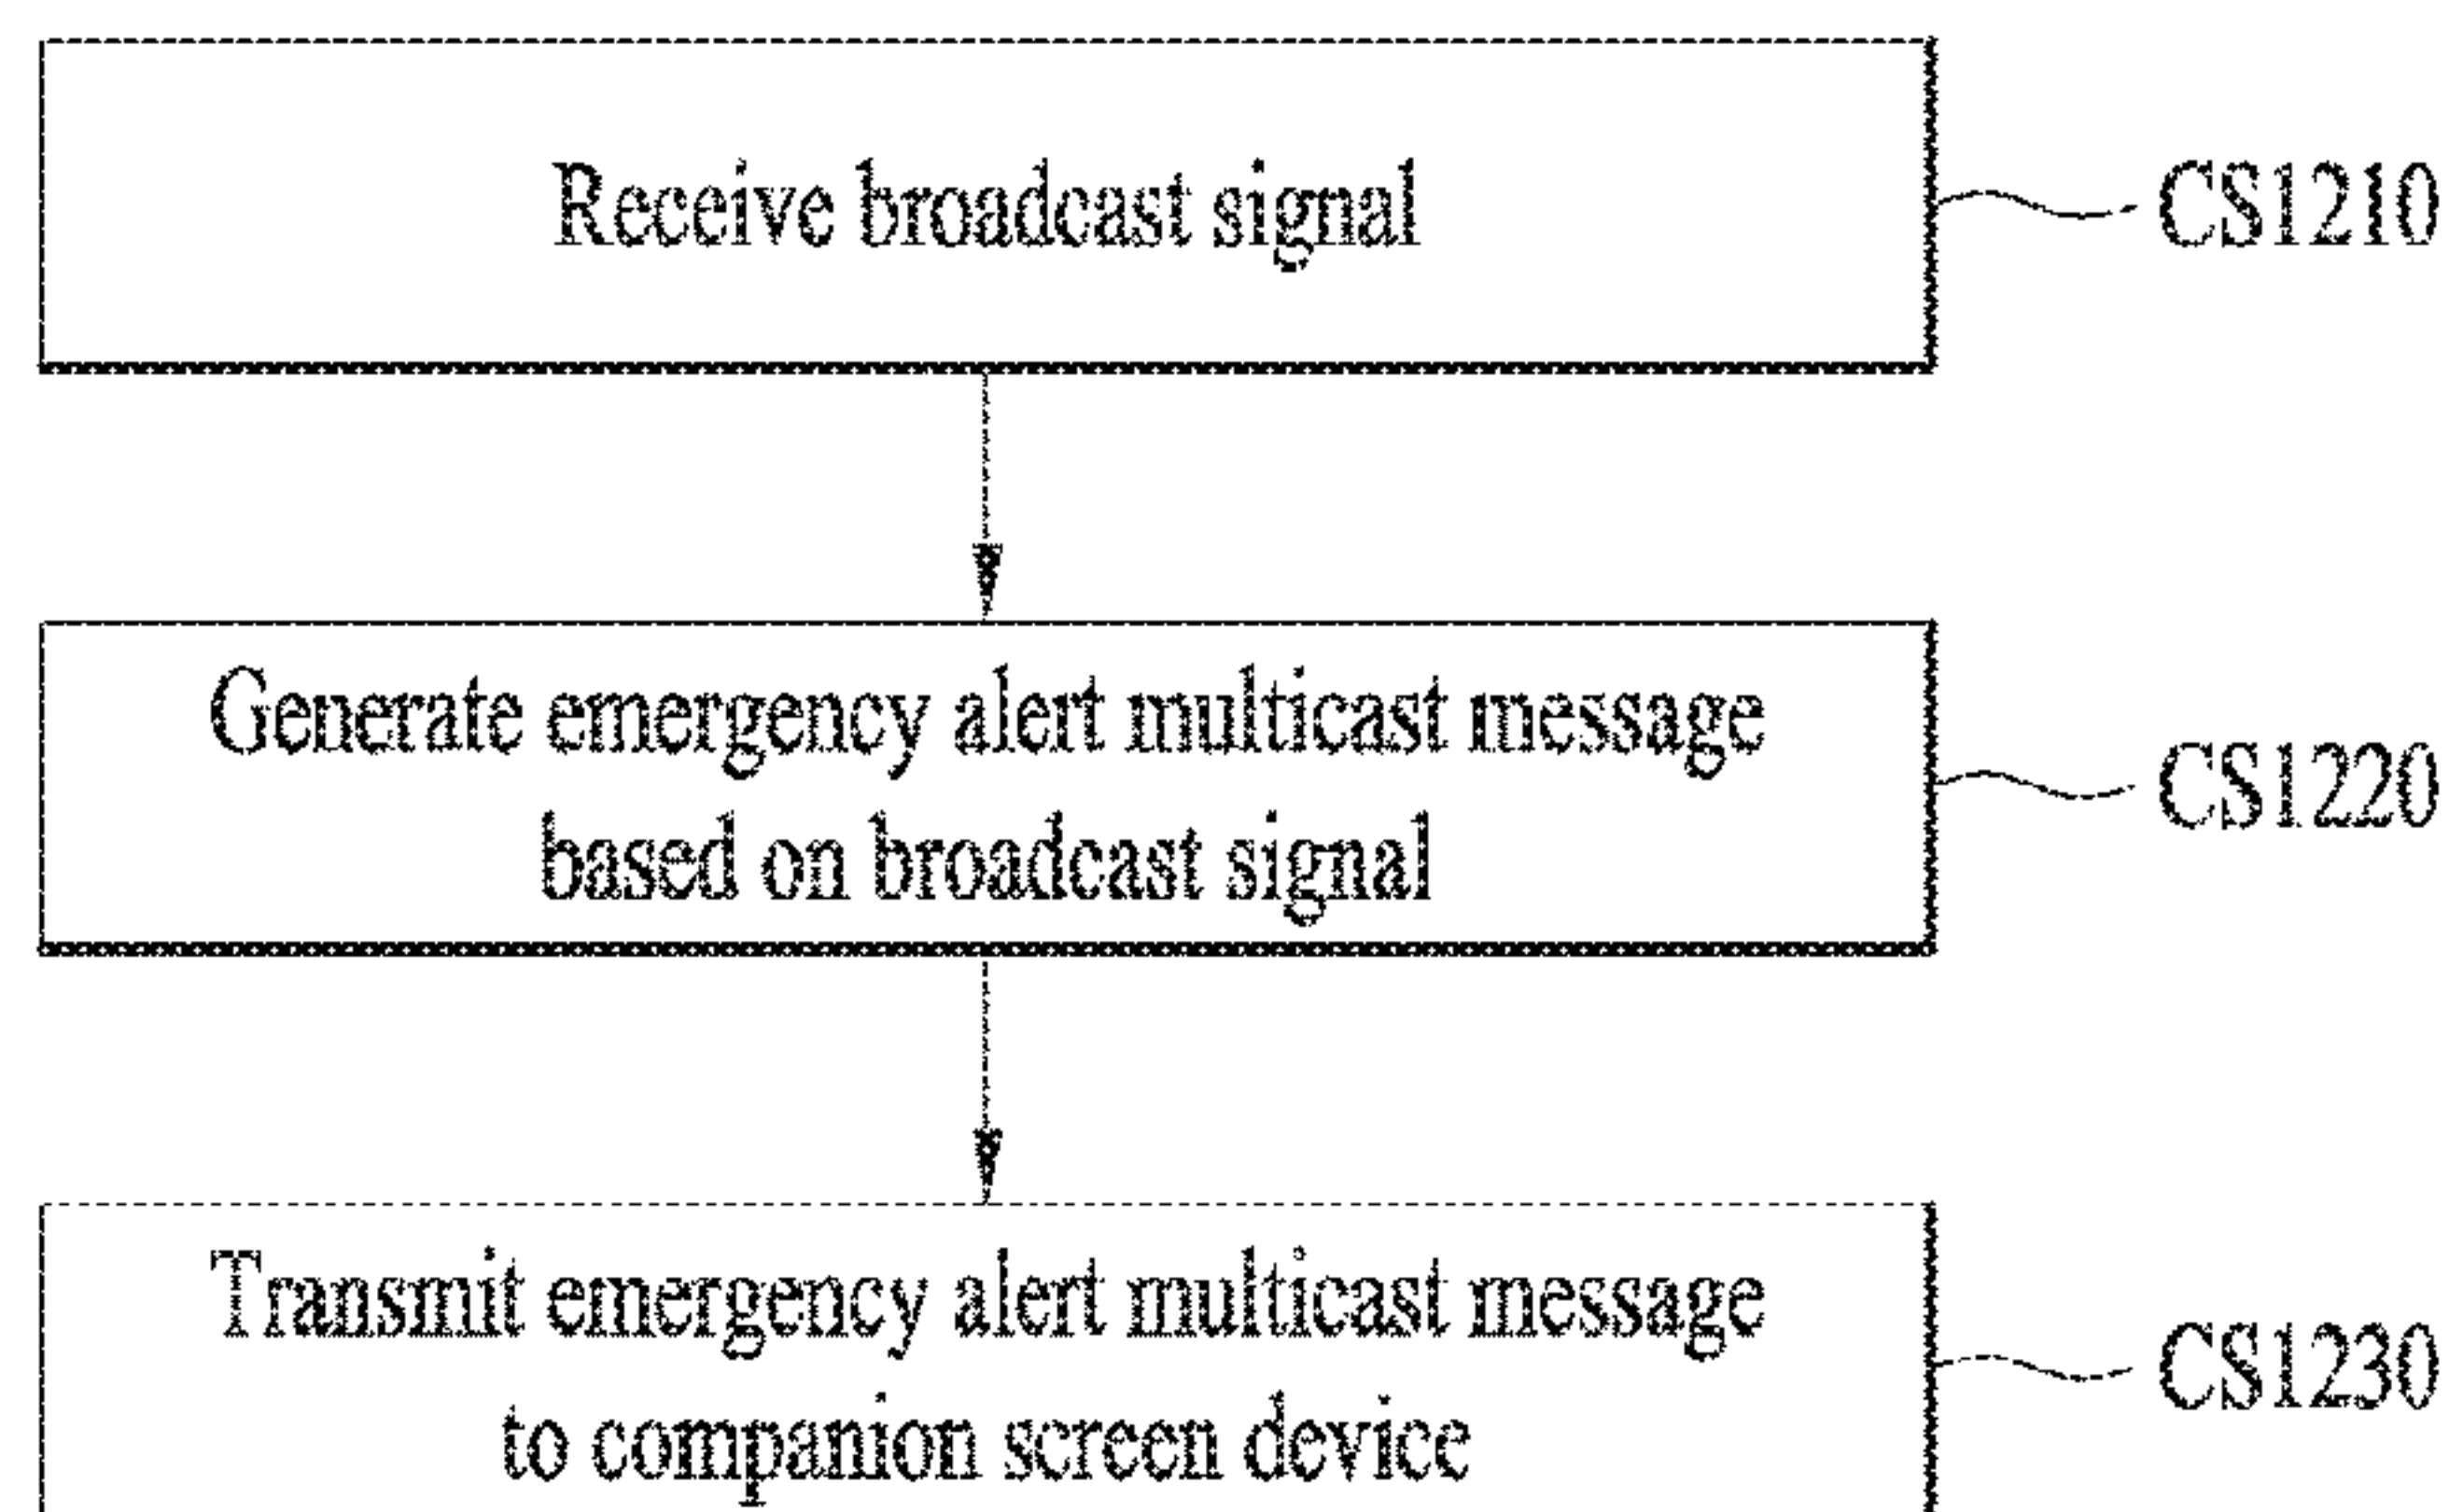 Receive broadcast signal
CS1210
Generate emergency alert multicast message
based on broadcast signal
CS1220
Transmit emergency alert multicast message
to companion screen device
CS1230